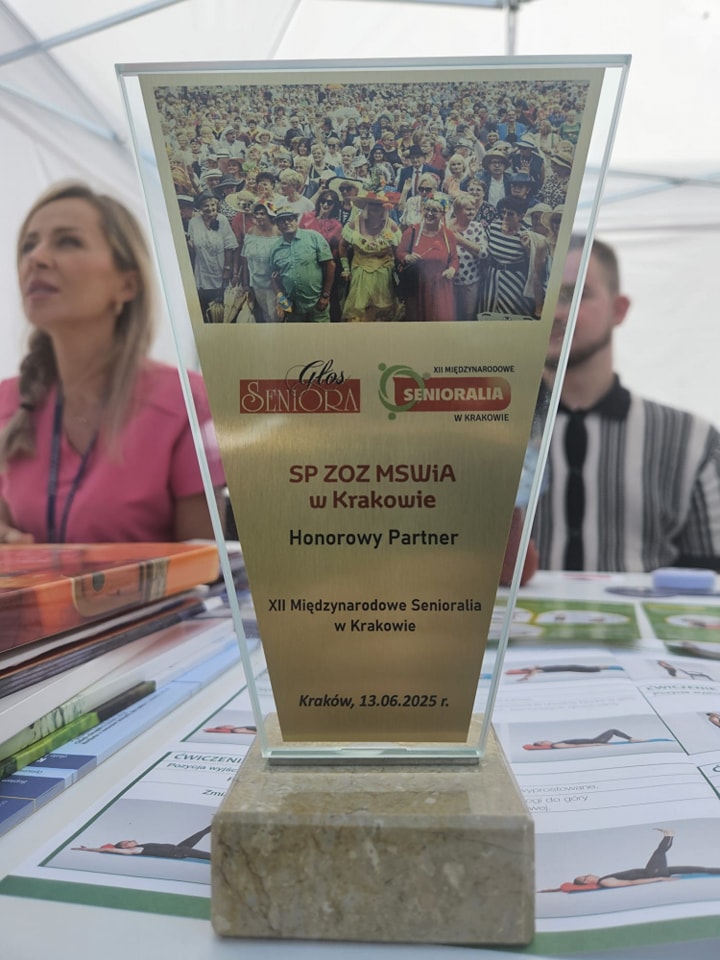 Głos
SENIORA
XII MIĘDZYNARODOWE
SENIORALIA
W KRAKOWIE
SP ZOZ MSWiA
w Krakowie
Honorowy Partner
XII Międzynarodowe Senioralia
w Krakowie
Kraków, 13.06.2025 r.
ĆWICZENIE
ĆWICZENI
Pozycja wyjś